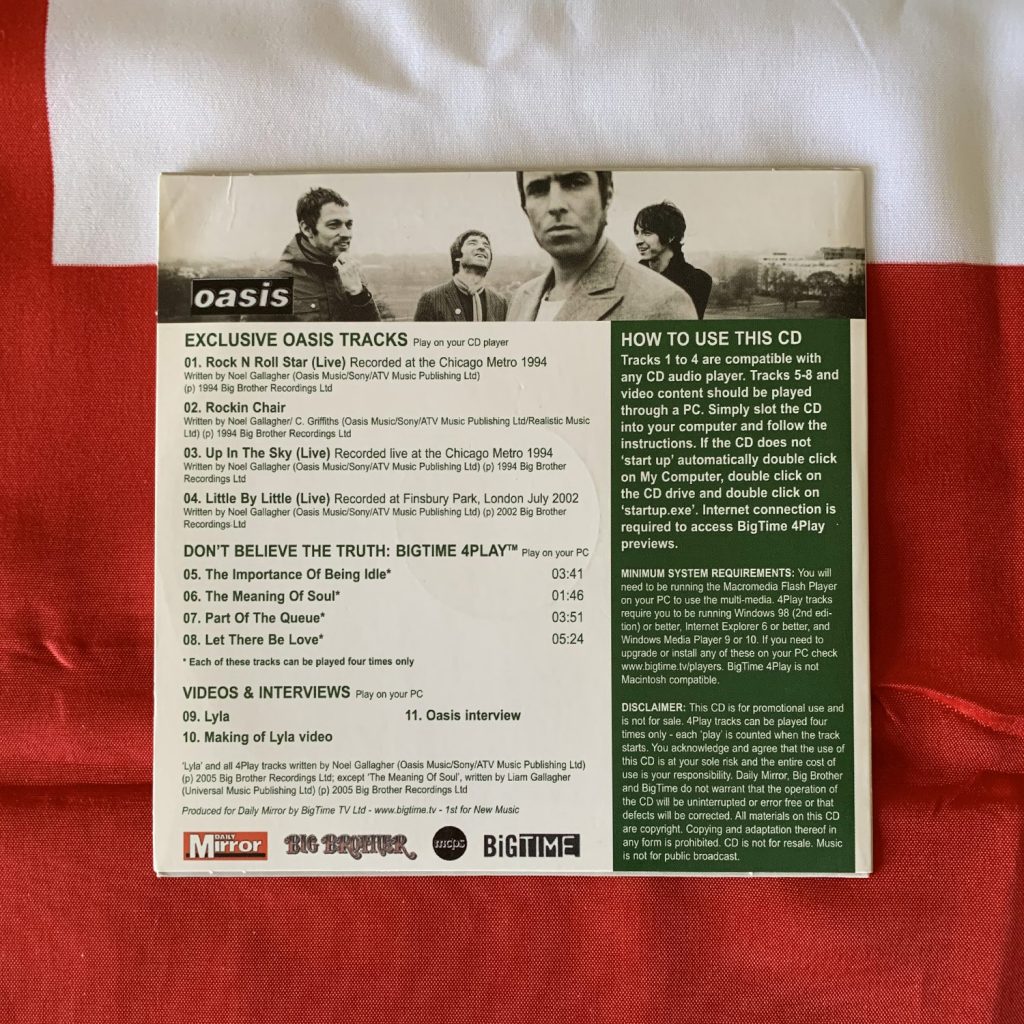 oasis
EXCLUSIVE OASIS TRACKS Play on your CD player
01. Rock N Roll Star (Live) Recorded at the Chicago Metro 1994
Written by Noel Gallagher (Oasis Music/Sony/ATV Music Publishing Ltd)
(p) 1994 Big Brother Recordings Ltd
02. Rockin Chair
Written by Noel Gallagher/ C. Griffiths (Oasis Music/Sony/ATV Music Publishing Ltd/Realistic Music
Ltd) (p) 1994 Big Brother Recordings Ltd
03. Up In The Sky (Live) Recorded live at the Chicago Metro 1994
Written by Noel Gallagher (Oasis Music/Sony/ATV Music Publishing Ltd) (p) 1994 Big Brother
Recordings Ltd
04. Little By Little (Live) Recorded at Finsbury Park, London July 2002
Written by Noel Gallagher (Oasis Music/Sony/ATV Music Publishing Ltd) (p) 2002 Big Brother
Recordings Ltd
DON'T BELIEVE THE TRUTH: BIGTIME 4PLAY™ Play on your PC
05. The Importance Of Being Idle* 03:41
06. The Meaning Of Soul* 01:46
07. Part Of The Queue* 03:51
08. Let There Be Love* 05:24
* Each of these tracks can be played four times only
VIDEOS & INTERVIEWS Play on your PC
09. Lyla 11. Oasis interview
10. Making of Lyla video
'Lyla' and all 4Play tracks written by Noel Gallagher (Oasis Music/Sony/ATV Music Publishing Ltd)
(p) 2005 Big Brother Recordings Ltd; except 'The Meaning Of Soul', written by Liam Gallagher
(Universal Music Publishing Ltd) (p) 2005 Big Brother Recordings Ltd
Produced for Daily Mirror by BigTime TV Ltd - www.bigtime.tv - 1st for New Music
DAILY Mirror BIG BROTHER mcps BiGTiME
HOW TO USE THIS CD
Tracks 1 to 4 are compatible with
any CD audio player. Tracks 5-8 and
video content should be played
through a PC. Simply slot the CD
into your computer and follow the
instructions. If the CD does not
'start up' automatically double click
on My Computer, double click on
the CD drive and double click on
'startup.exe'. Internet connection is
required to access BigTime 4Play
previews.
MINIMUM SYSTEM REQUIREMENTS: You will
need to be running the Macromedia Flash Player
on your PC to use the multi-media. 4Play tracks
require you to be running Windows 98 (2nd edi-
tion) or better, Internet Explorer 6 or better, and
Windows Media Player 9 or 10. If you need to
upgrade or install any of these on your PC check
www.bigtime.tv/players. BigTime 4Play is not
Macintosh compatible.
DISCLAIMER: This CD is for promotional use and
is not for sale. 4Play tracks can be played four
times only - each 'play' is counted when the track
starts. You acknowledge and agree that the use of
this CD is at your sole risk and the entire cost of
use is your responsibility. Daily Mirror, Big Brother
and BigTime do not warrant that the operation of
the CD will be uninterrupted or error free or that
defects will be corrected. All materials on this CD
are copyright. Copying and adaptation thereof in
any form is prohibited. CD is not for resale. Music
is not for public broadcast.